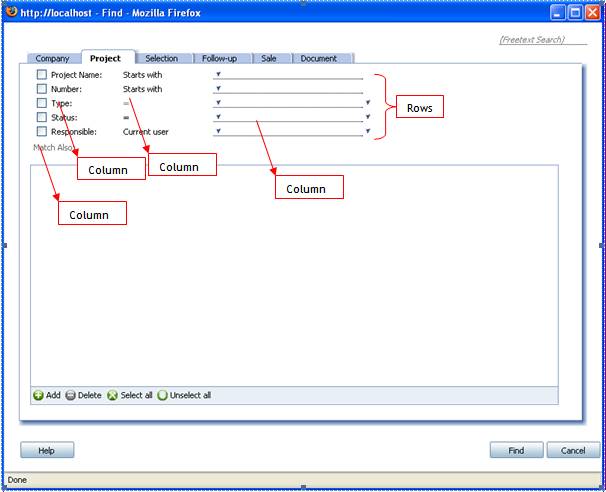 http://localhost - Find - Mozilla Firefox
(Freetext Search)
Company Project Selection Follow-up Sale Document
Project Name: Starts with
Number: Starts with
Type: =
Status: =
Responsible: Current user
Rows
Match Also
Column
Column
Column
Column
Add Delete Select all Unselect all
Help Find Cancel
Done